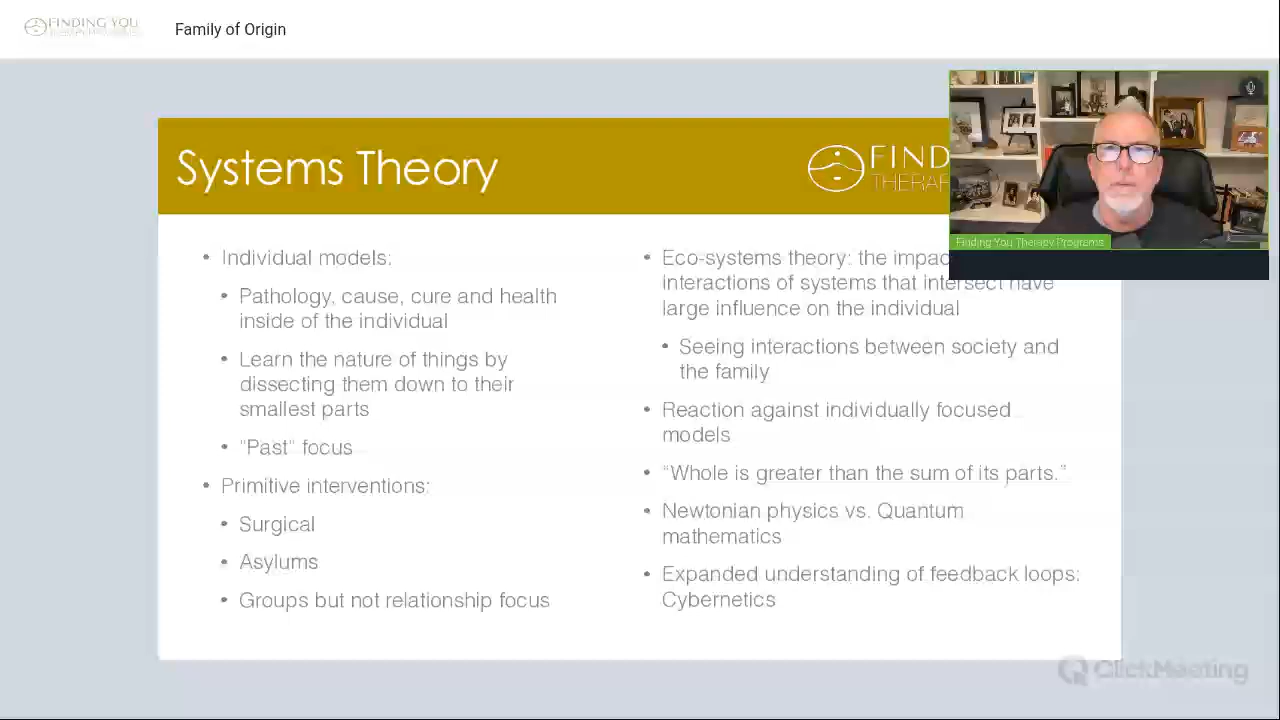 FINDING YOU
Family of Origin
Systems Theory
FIND
THERAP
Finding You Therapy Programs
• Individual models:
• Pathology, cause, cure and health
inside of the individual
• Learn the nature of things by
dissecting them down to their
smallest parts
• "Past" focus
• Primitive interventions:
• Surgical
• Asylums
• Groups but not relationship focus
• Eco-systems theory: the impac
interactions of systems that intersect have
large influence on the individual
• Seeing interactions between society and
the family
• Reaction against individually focused
models
• “Whole is greater than the sum of its parts.”
• Newtonian physics vs. Quantum
mathematics
• Expanded understanding of feedback loops:
Cybernetics
ClickMeeting